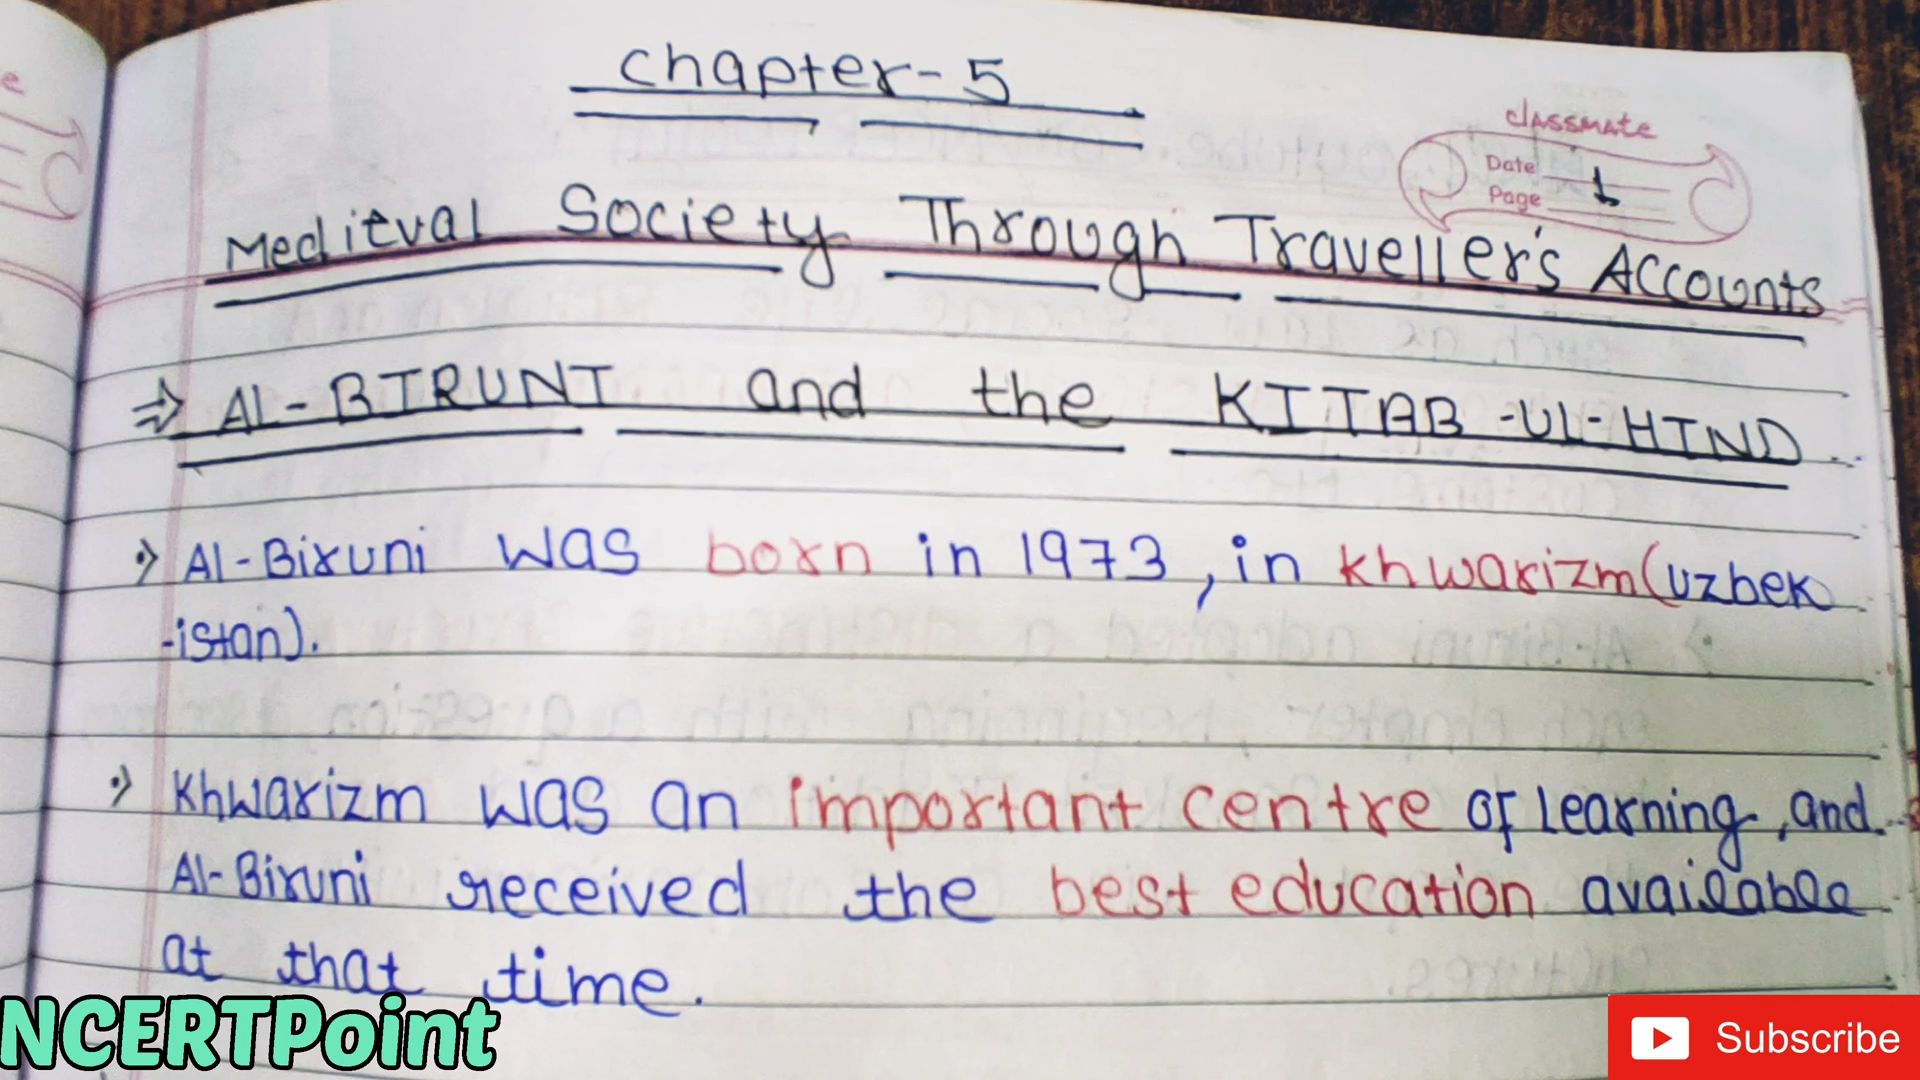 chapter-5
classmate
Date
Page 1
Meditval Society Through Traveller's Accounts
⇒ Al-BIRUNI and the KITAB-UL-HIND
Al-Biruni was born in 1973, in Khwarizm (uzbek
-istan).
Khwarizm was an important centre of learning, and
Al-Biruni received the best education available
at that time.
NCERTPoint
Subscribe